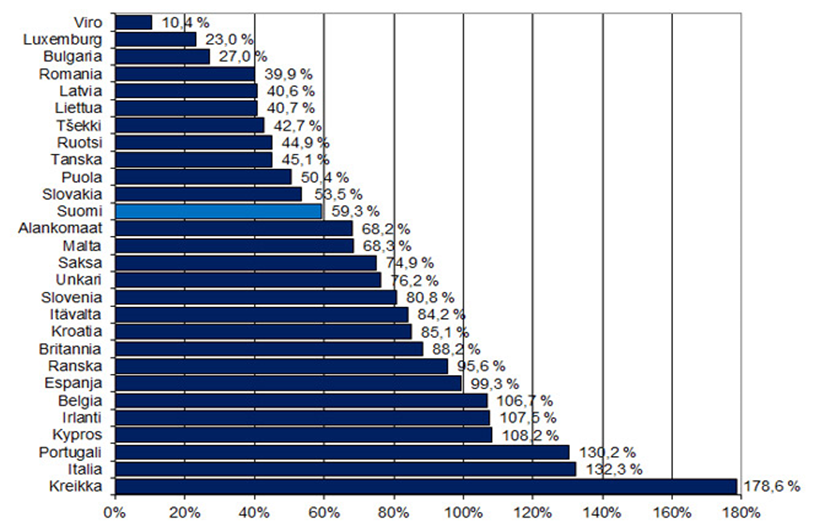 Viro 10,4 %
Luxemburg 23,0 %
Bulgaria 27,0 %
Romania 39,9 %
Latvia 40,6 %
Liettua 40,7 %
Tšekki 42,7 %
Ruotsi 44,9 %
Tanska 45,1 %
Puola 50,4 %
Slovakia 53,5 %
Suomi 59,3 %
Alankomaat 68,2 %
Malta 68,3 %
Saksa 74,9 %
Unkari 76,2 %
Slovenia 80,8 %
Itävalta 84,2 %
Kroatia 85,1 %
Britannia 88,2 %
Ranska 95,6 %
Espanja 99,3 %
Belgia 106,7 %
Irlanti 107,5 %
Kypros 108,2 %
Portugali 130,2 %
Italia 132,3 %
Kreikka 178,6 %
0% 20% 40% 60% 80% 100% 120% 140% 160% 180%